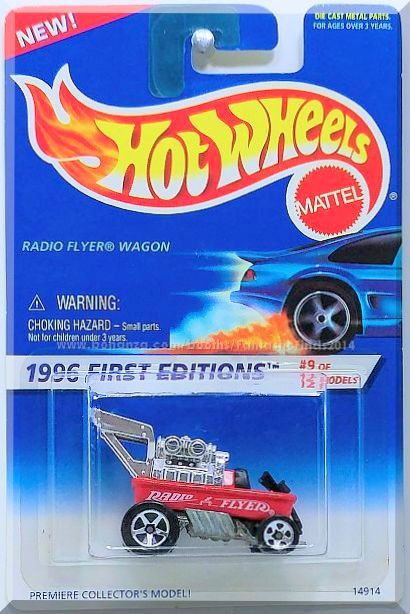 NEW!
DIE CAST METAL PARTS.
FOR AGES OVER 3 YEARS.
HOT WHEELS®
MATTEL®
RADIO FLYER® WAGON
⚠ WARNING:
CHOKING HAZARD – Small parts.
Not for children under 3 years.
1996 FIRST EDITIONS™
#9 OF
12 MODELS
RADIO FLYER
PREMIERE COLLECTOR'S MODEL!
14914